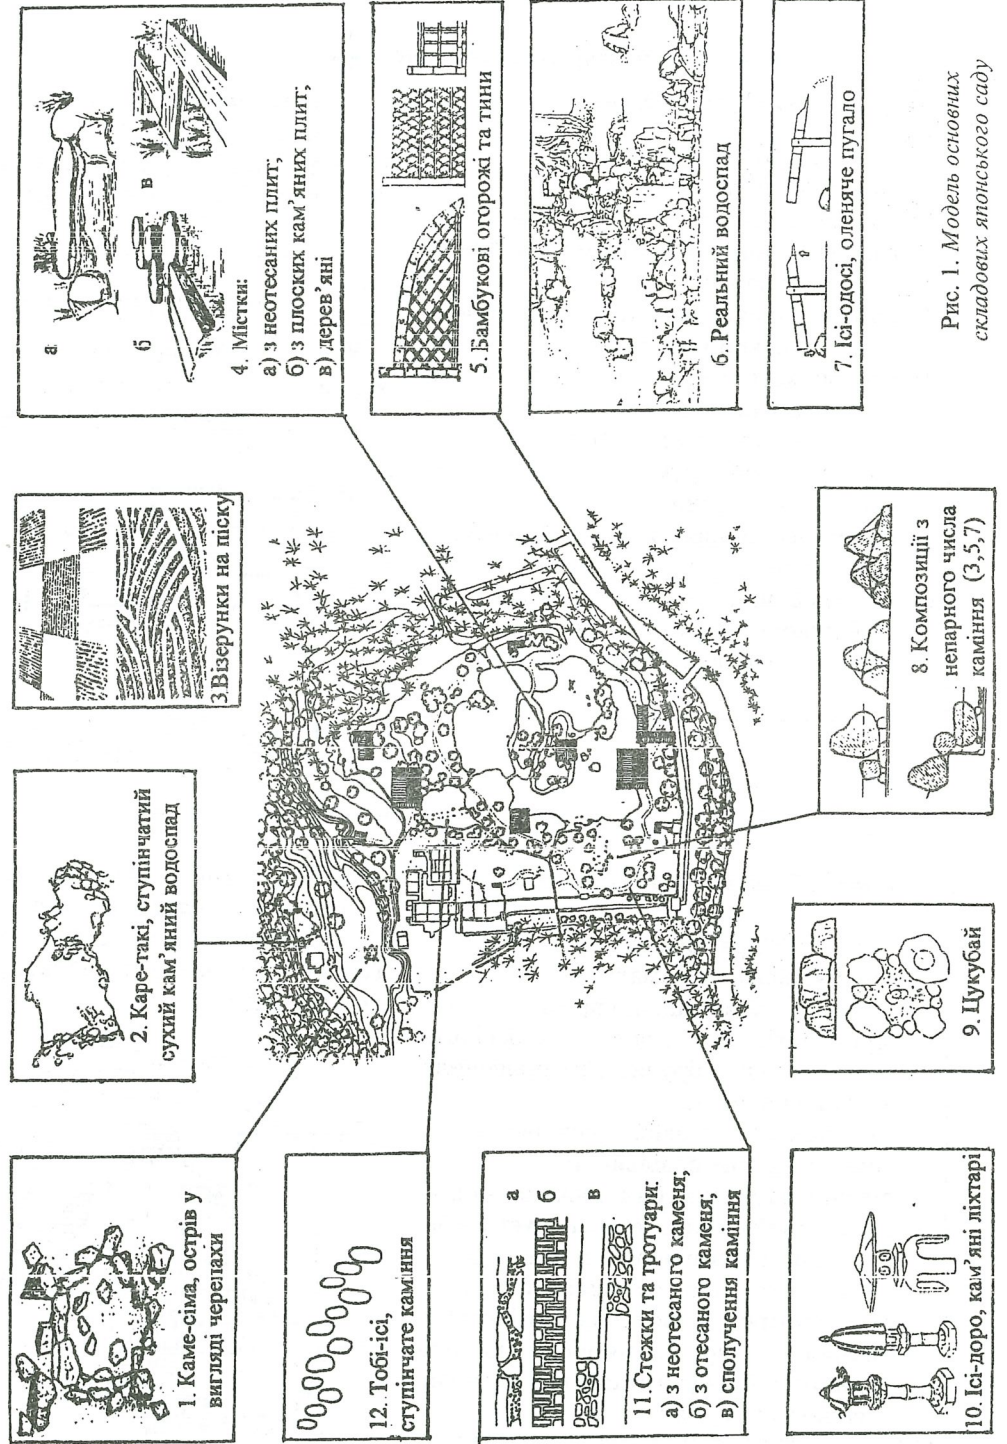 1. Каме-сіма, острів у
вигляді черепахи
2. Каре-такі, ступінчатий
сухий кам’яний водоспад
3.Візерунки на піску
а
б
в
4. Містки:
а) з неотесаних плит;
б) з плоских кам’яних плит;
в) дерев’яні
5. Бамбукові огорожі та тини
6. Реальний водоспад
7. Ісі-одосі, оленяче пугало
8. Композиції з
непарного числа
каміння (3,5,7)
9. Цукубай
10. Ісі-доро, кам’яні ліхтарі
а
б
в
11. Стежки та тротуари:
а) з неотесаного каменя;
б) з отесаного каменя;
в) сполучення каміння
12. Тобі-ісі,
ступінчате каміння
Рис. 1. Модель основних
складових японського саду